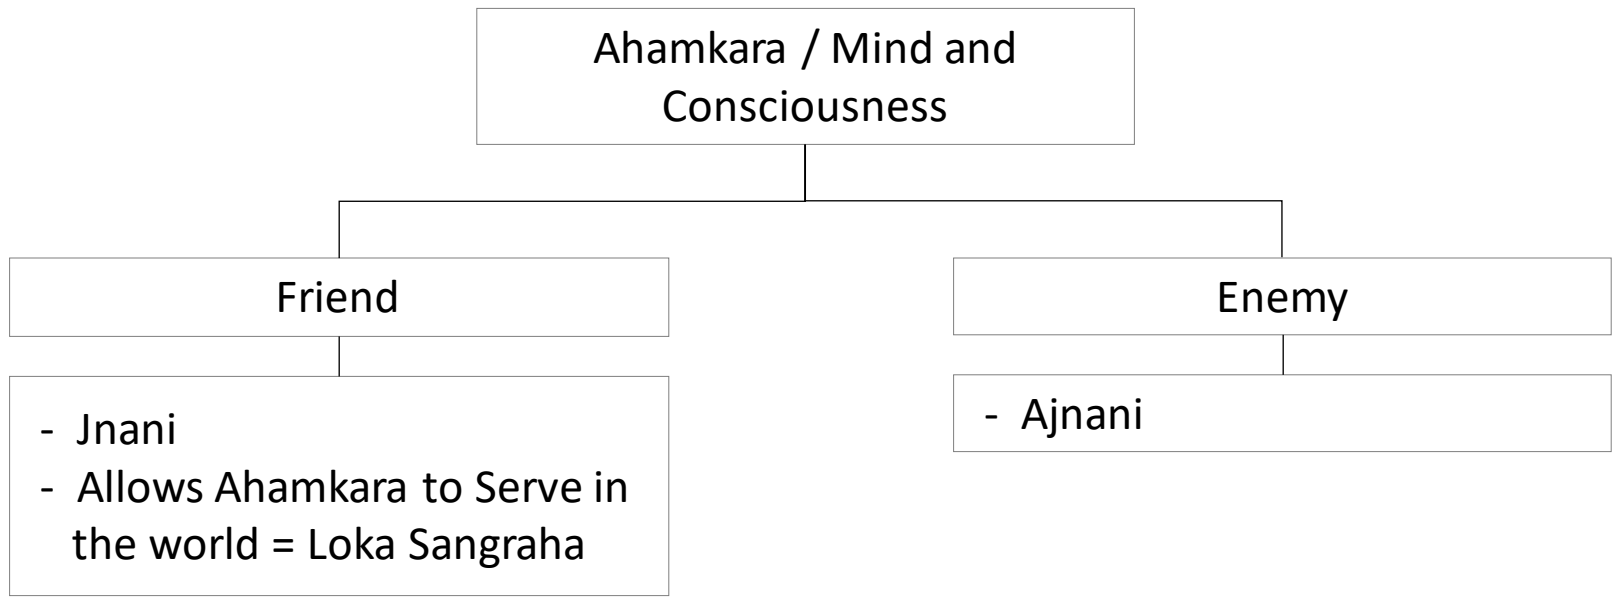 Ahamkara / Mind and
Consciousness
Friend
Enemy
- Jnani
- Allows Ahamkara to Serve in
the world = Loka Sangraha
- Ajnani